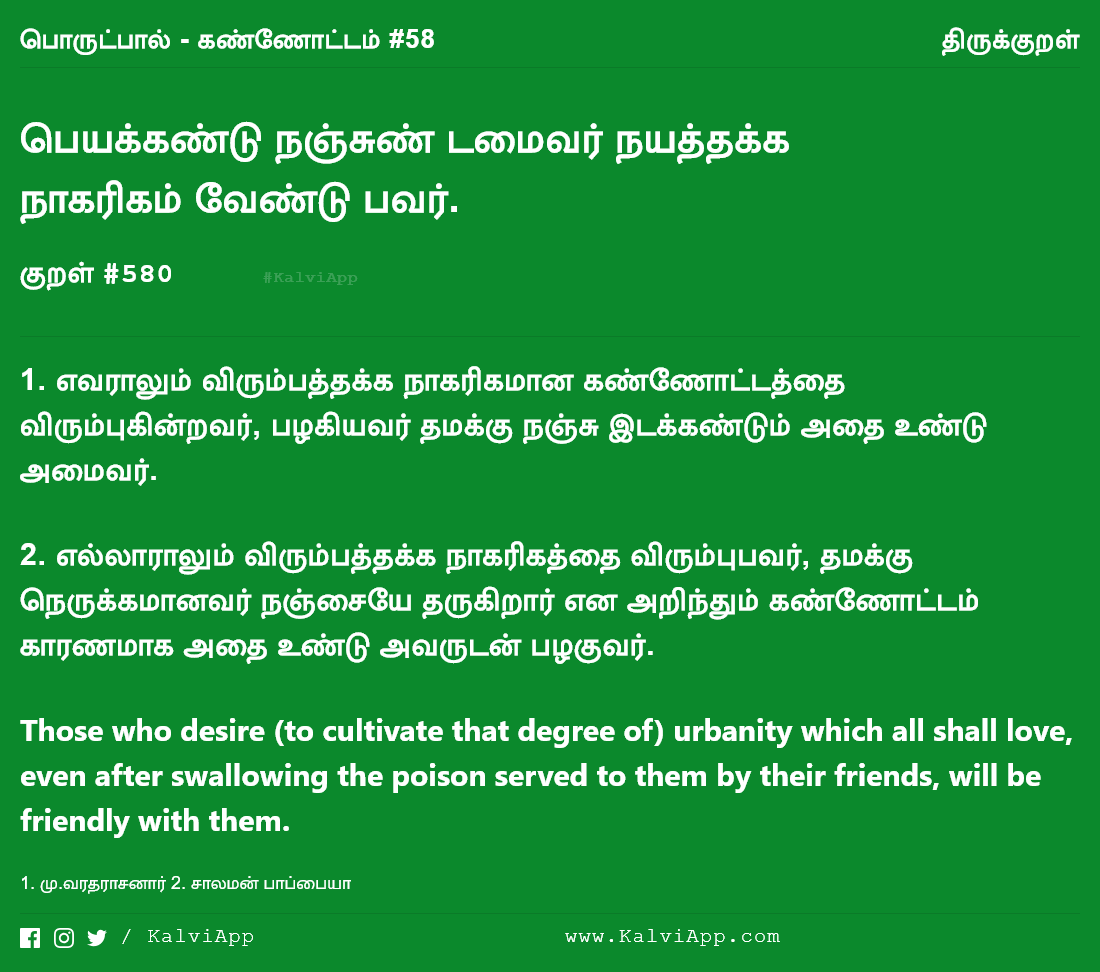 பொருட்பால் - கண்ணோட்டம் #58
திருக்குறள்
பெயக்கண்டு நஞ்சுண் டமைவர் நயத்தக்க
நாகரிகம் வேண்டு பவர்.
குறள் #580
#KalviApp
1. எவராலும் விரும்பத்தக்க நாகரிகமான கண்ணோட்டத்தை
விரும்புகின்றவர், பழகியவர் தமக்கு நஞ்சு இடக்கண்டும் அதை உண்டு
அமைவர்.
2. எல்லாராலும் விரும்பத்தக்க நாகரிகத்தை விரும்புபவர், தமக்கு
நெருக்கமானவர் நஞ்சையே தருகிறார் என அறிந்தும் கண்ணோட்டம்
காரணமாக அதை உண்டு அவருடன் பழகுவர்.
Those who desire (to cultivate that degree of) urbanity which all shall love,
even after swallowing the poison served to them by their friends, will be
friendly with them.
1. மு.வரதராசனார் 2. சாலமன் பாப்பையா
/ KalviApp
www.KalviApp.com